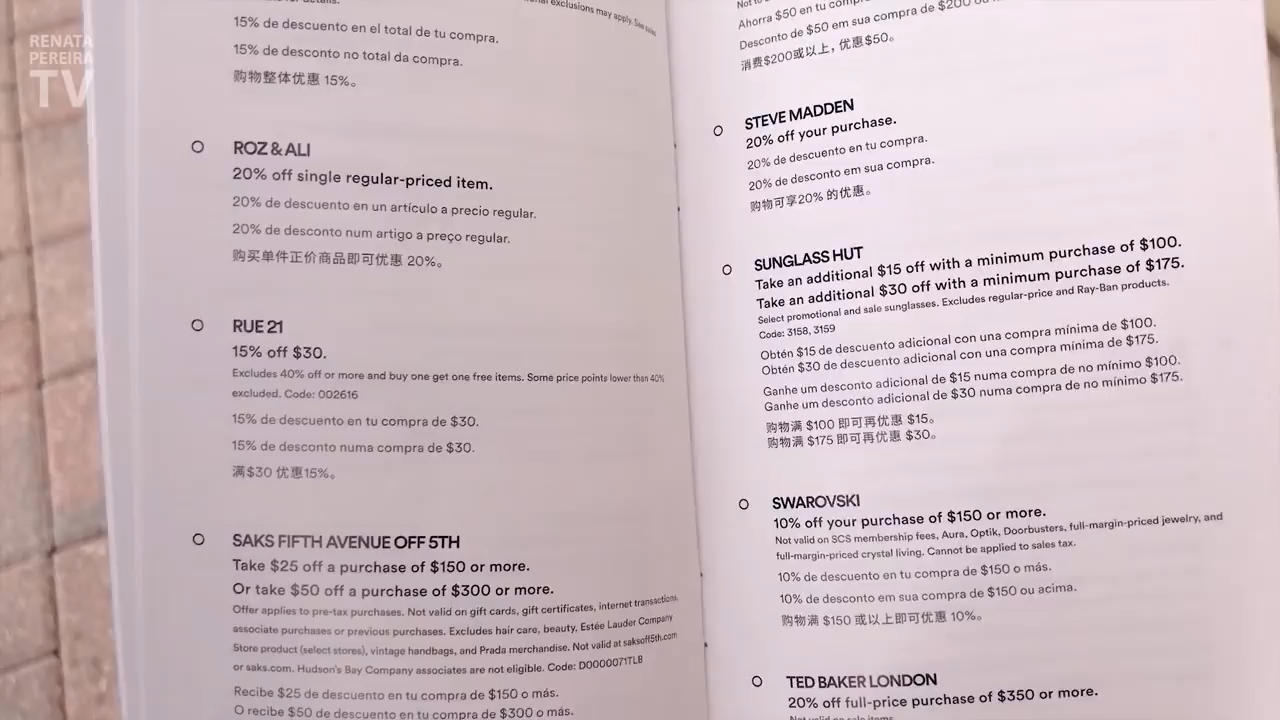 RENATA
PEREIRA
TV
15% de descuento en el total de tu compra.
15% de desconto no total da compra.
购物整体优惠 15%。
ROZ & ALI
20% off single regular-priced item.
20% de descuento en un artículo a precio regular.
20% de desconto num artigo a preço regular.
购买单件正价商品即可优惠 20%。
RUE 21
15% off $30.
Excludes 40% off or more and buy one get one free items. Some price points lower than 40%
excluded. Code: 002616
15% de descuento en tu compra de $30.
15% de desconto numa compra de $30.
满$30 优惠15%。
SAKS FIFTH AVENUE OFF 5TH
Take $25 off a purchase of $150 or more.
Or take $50 off a purchase of $300 or more.
Offer applies to pre-tax purchases. Not valid on gift cards, gift certificates, internet transactions,
associate purchases or previous purchases. Excludes hair care, beauty, Estée Lauder Company
Store product (select stores), vintage handbags, and Prada merchandise. Not valid at saksoff5th.com
or saks.com. Hudson's Bay Company associates are not eligible. Code: D0000071TLB
Recibe $25 de descuento en tu compra de $150 o más.
O recibe $50 de descuento en tu compra de $300 o más.
exclusions may apply. See
Ahorra $50 en tu
Desconto de $50 em sua compra de $200 ou
消费$200或以上，优惠$50。
STEVE MADDEN
20% off your purchase.
20% de descuento en tu compra.
20% de desconto em sua compra.
购物可享20% 的优惠。
SUNGLASS HUT
Take an additional $15 off with a minimum purchase of $100.
Take an additional $30 off with a minimum purchase of $175.
Select promotional and sale sunglasses. Excludes regular-price and Ray-Ban products.
Code: 3158, 3159
Obtén $15 de descuento adicional con una compra mínima de $100.
Obtén $30 de descuento adicional con una compra mínima de $175.
Ganhe um desconto adicional de $15 numa compra de no mínimo $100.
Ganhe um desconto adicional de $30 numa compra de no mínimo $175.
购物满 $100 即可再优惠 $15。
购物满 $175 即可再优惠 $30。
SWAROVSKI
10% off your purchase of $150 or more.
Not valid on SCS membership fees, Aura, Optik, Doorbusters, full-margin-priced jewelry, and
full-margin-priced crystal living. Cannot be applied to sales tax.
10% de descuento en tu compra de $150 o más.
10% de desconto em sua compra de $150 ou acima.
购物满 $150 或以上即可优惠 10%。
TED BAKER LONDON
20% off full-price purchase of $350 or more.
Not valid on sale items